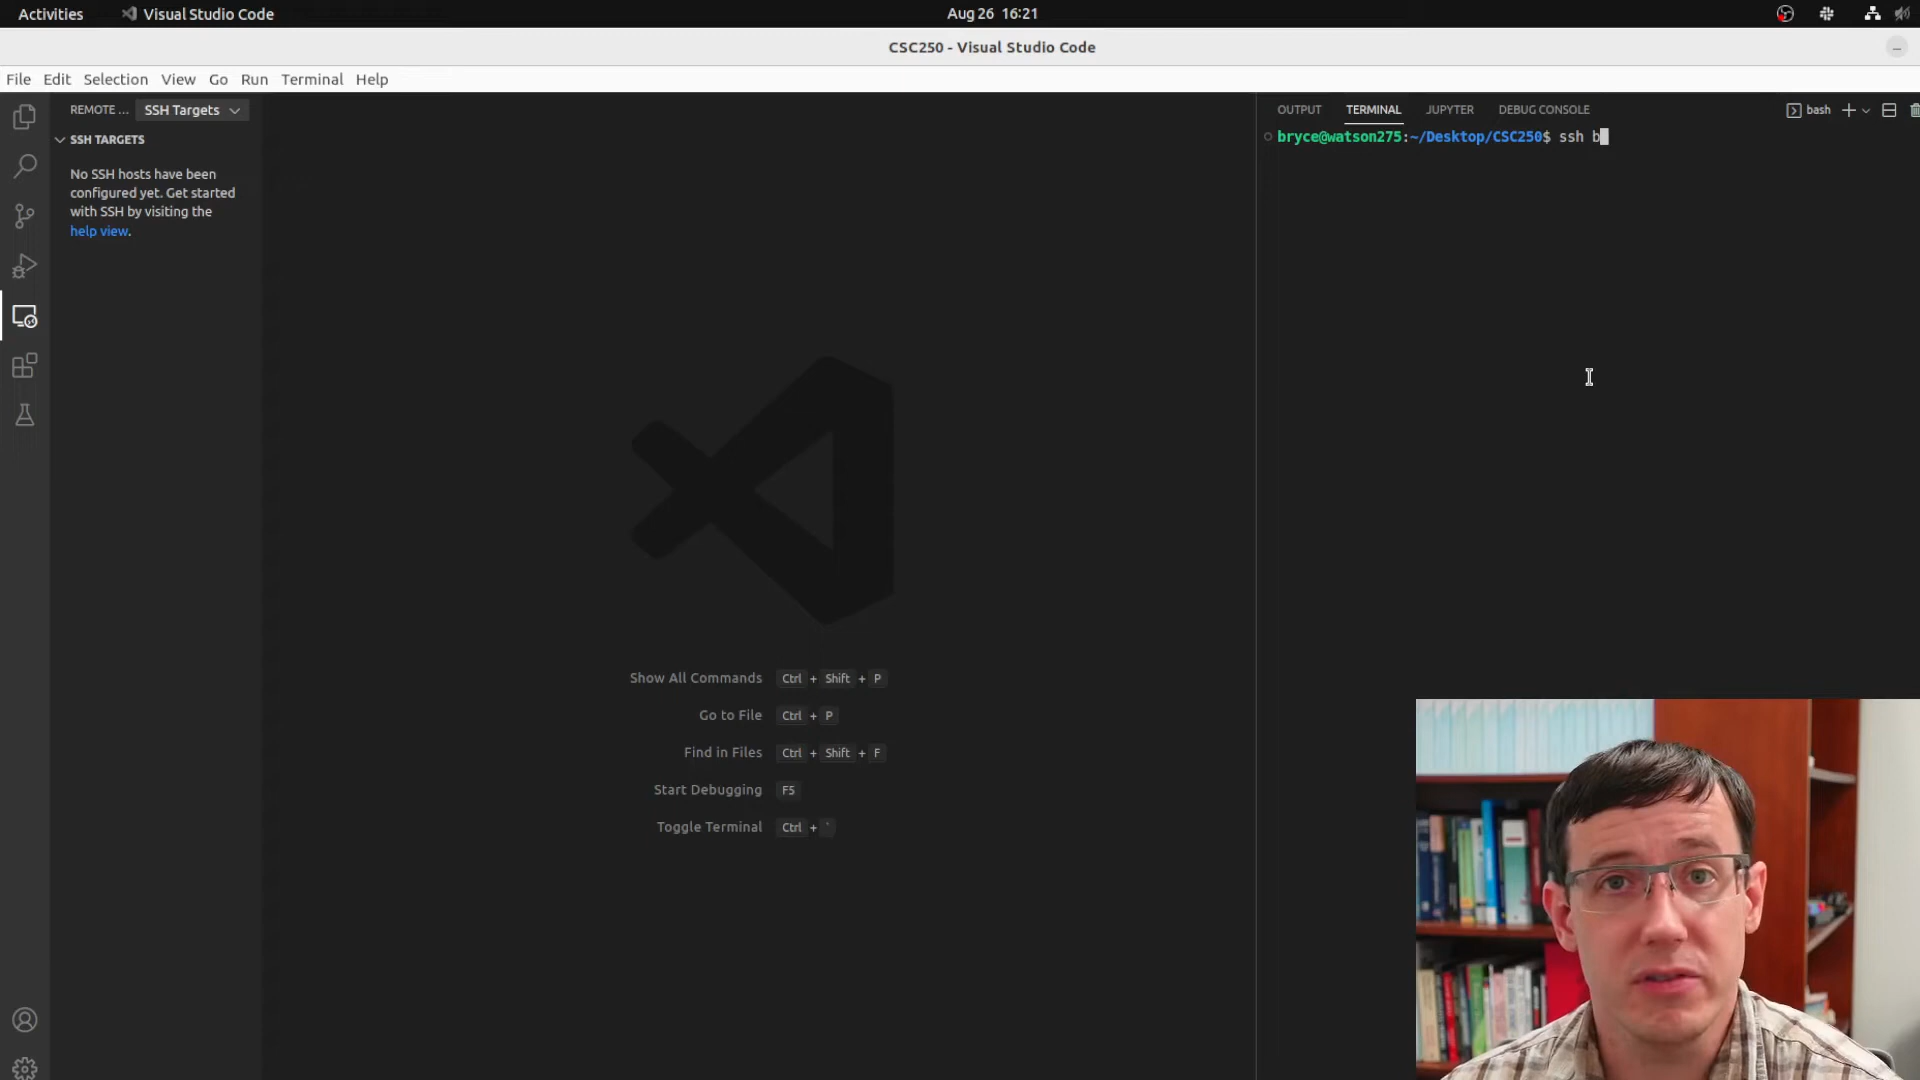 Activities
Visual Studio Code
Aug 26 16:21
CSC250 - Visual Studio Code
File Edit Selection View Go Run Terminal Help
REMOTE ... SSH Targets
SSH TARGETS
No SSH hosts have been
configured yet. Get started
with SSH by visiting the
help view.
OUTPUT TERMINAL JUPYTER DEBUG CONSOLE
bash
bryce@watson275:~/Desktop/CSC250$ ssh b
Show All Commands Ctrl + Shift + P
Go to File Ctrl + P
Find in Files Ctrl + Shift + F
Start Debugging F5
Toggle Terminal Ctrl + `